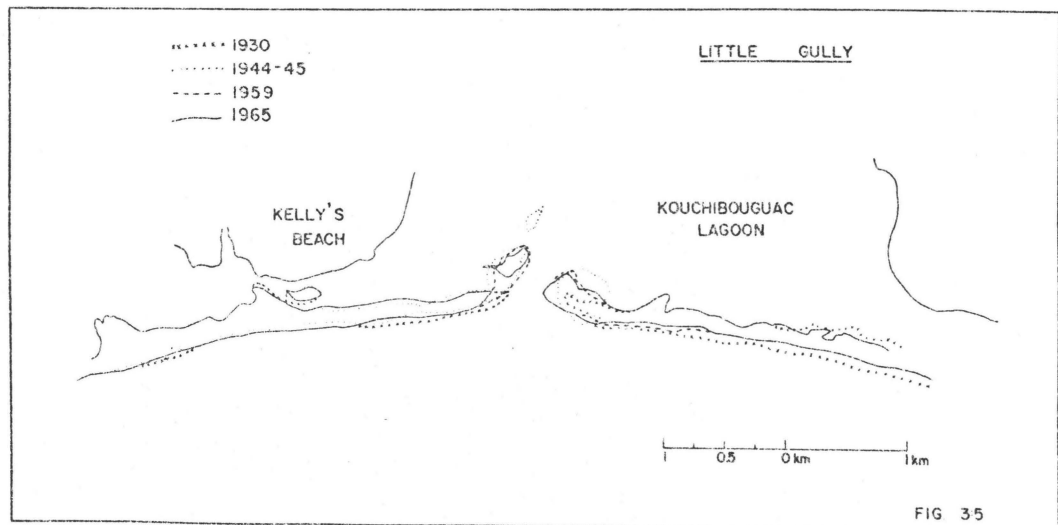 1930
1944-45
1959
1965
LITTLE GULLY
KELLY'S
BEACH
KOUCHIBOUGUAC
LAGOON
1 0.5 0 km 1 km
FIG 35